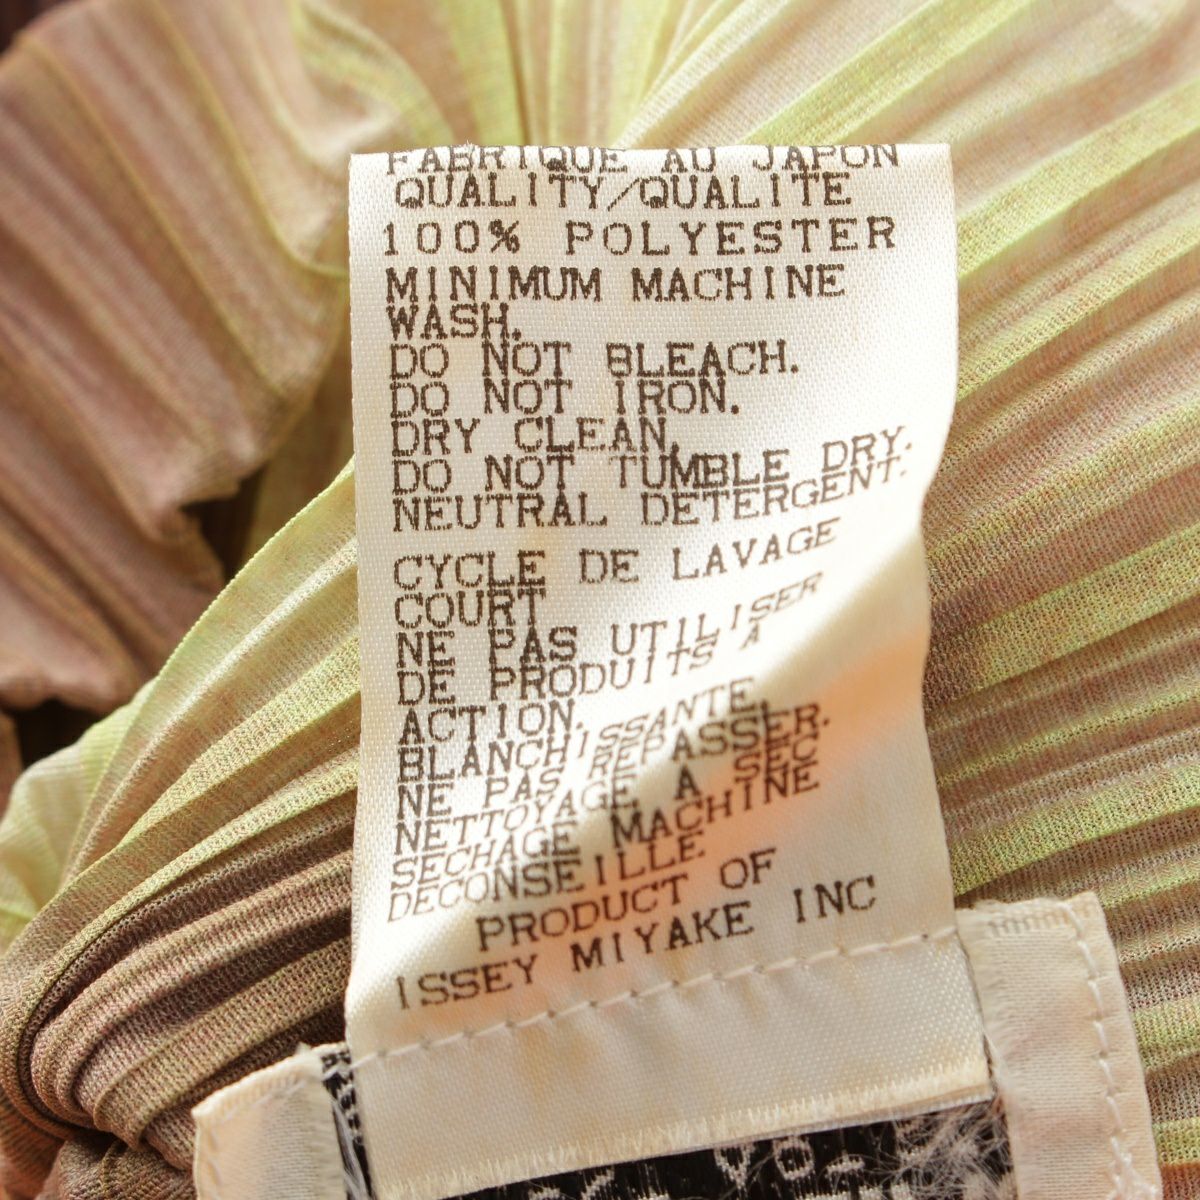 FABRIQUE AU JAPON
QUALITY/QUALITE
100% POLYESTER
MINIMUM MACHINE
WASH.
DO NOT BLEACH.
DO NOT IRON.
DRY CLEAN.
DO NOT TUMBLE DRY.
NEUTRAL DETERGENT.
CYCLE DE LAVAGE
COURT
NE PAS UTILISER
DE PRODUITS A
ACTION.
BLANCHISSANTE.
NE PAS REPASSER.
NETTOYAGE A SEC
SECHAGE MACHINE
DECONSEILLE
PRODUCT OF
ISSEY MIYAKE INC